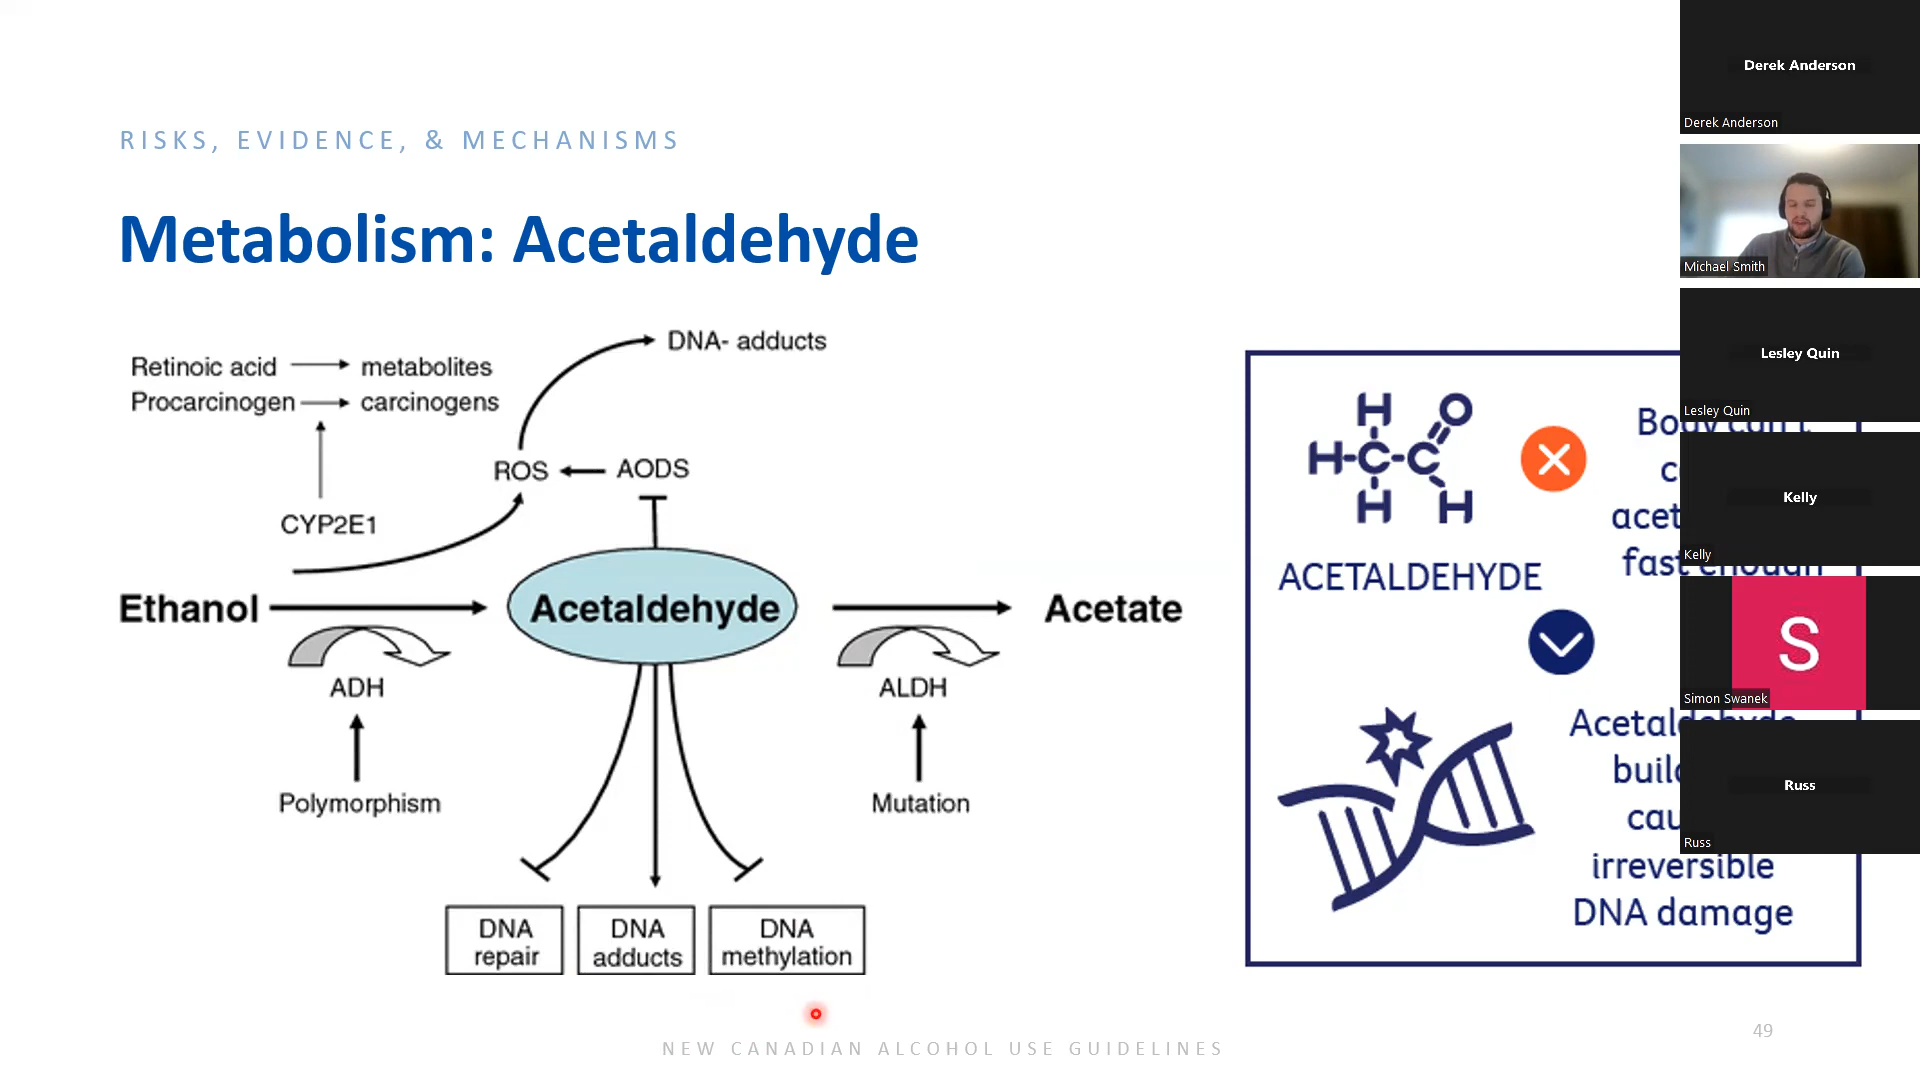 RISKS, EVIDENCE, & MECHANISMS
Metabolism: Acetaldehyde
DNA- adducts
Retinoic acid metabolites
Procarcinogen carcinogens
ROS AODS
CYP2E1
Ethanol Acetaldehyde Acetate
ADH ALDH
Polymorphism Mutation
DNA repair
DNA adducts
DNA methylation
H O
H-C-C
H H
ACETALDEHYDE
Body can't
fast enough
Acetaldehyde
irreversible
DNA damage
NEW CANADIAN ALCOHOL USE GUIDELINES
49
Derek Anderson
Derek Anderson
Michael Smith
Lesley Quin
Lesley Quin
Kelly
Kelly
S
Simon Swanek
Russ
Russ